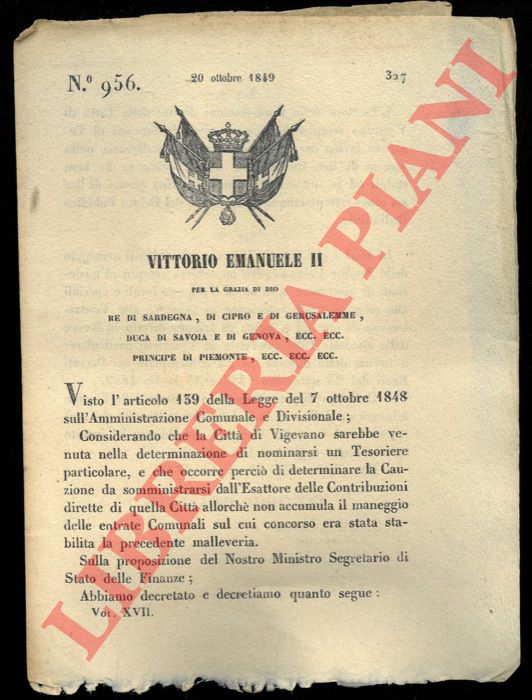 N.º 956.
20 ottobre 1849
327
VITTORIO EMANUELE II
PER LA GRAZIA DI DIO
RE DI SARDEGNA, DI CIPRO E DI GERUSALEMME,
DUCA DI SAVOIA E DI GENOVA, ECC. ECC.
PRINCIPE DI PIEMONTE, ECC. ECC. ECC.
Visto l'articolo 139 della Legge del 7 ottobre 1848
sull'Amministrazione Comunale e Divisionale;
Considerando che la Città di Vigevano sarebbe ve-
nuta nella determinazione di nominarsi un Tesoriere
particolare, e che occorre perciò di determinare la Cau-
zione da somministrarsi dall'Esattore delle Contribuzioni
dirette di quella Città allorchè non accumula il maneggio
delle entrate Comunali sul cui concorso era stata sta-
bilita la precedente malleveria.
Sulla proposizione del Nostro Ministro Segretario di
Stato delle Finanze;
Abbiamo decretato e decretiamo quanto segue:
Vol. XVII.
LIBRERIA PIANI